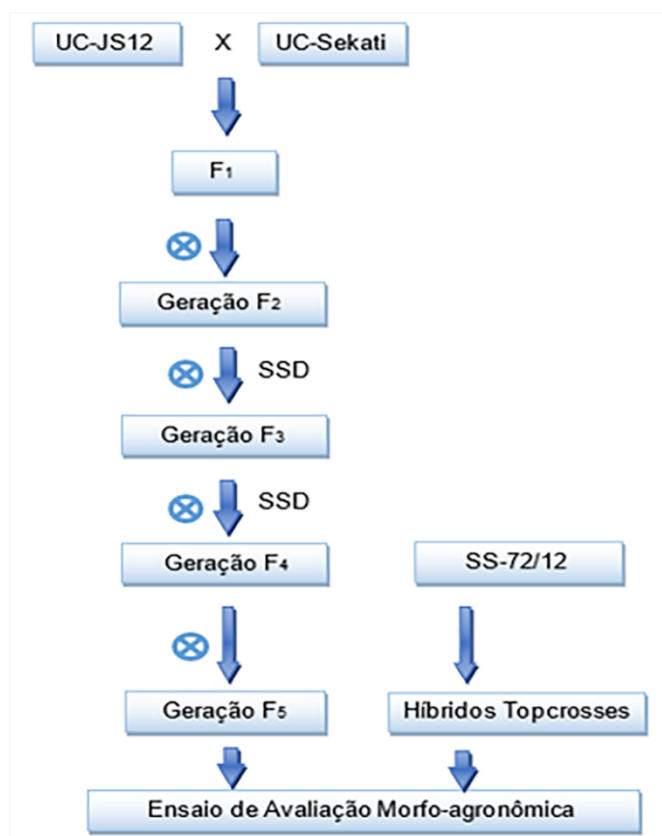 UC-JS12 X UC-Sekati
F1
Geração F2
SSD
Geração F3
SSD
Geração F4 SS-72/12
Geração F5 Híbridos Topcrosses
Ensaio de Avaliação Morfo-agronômica